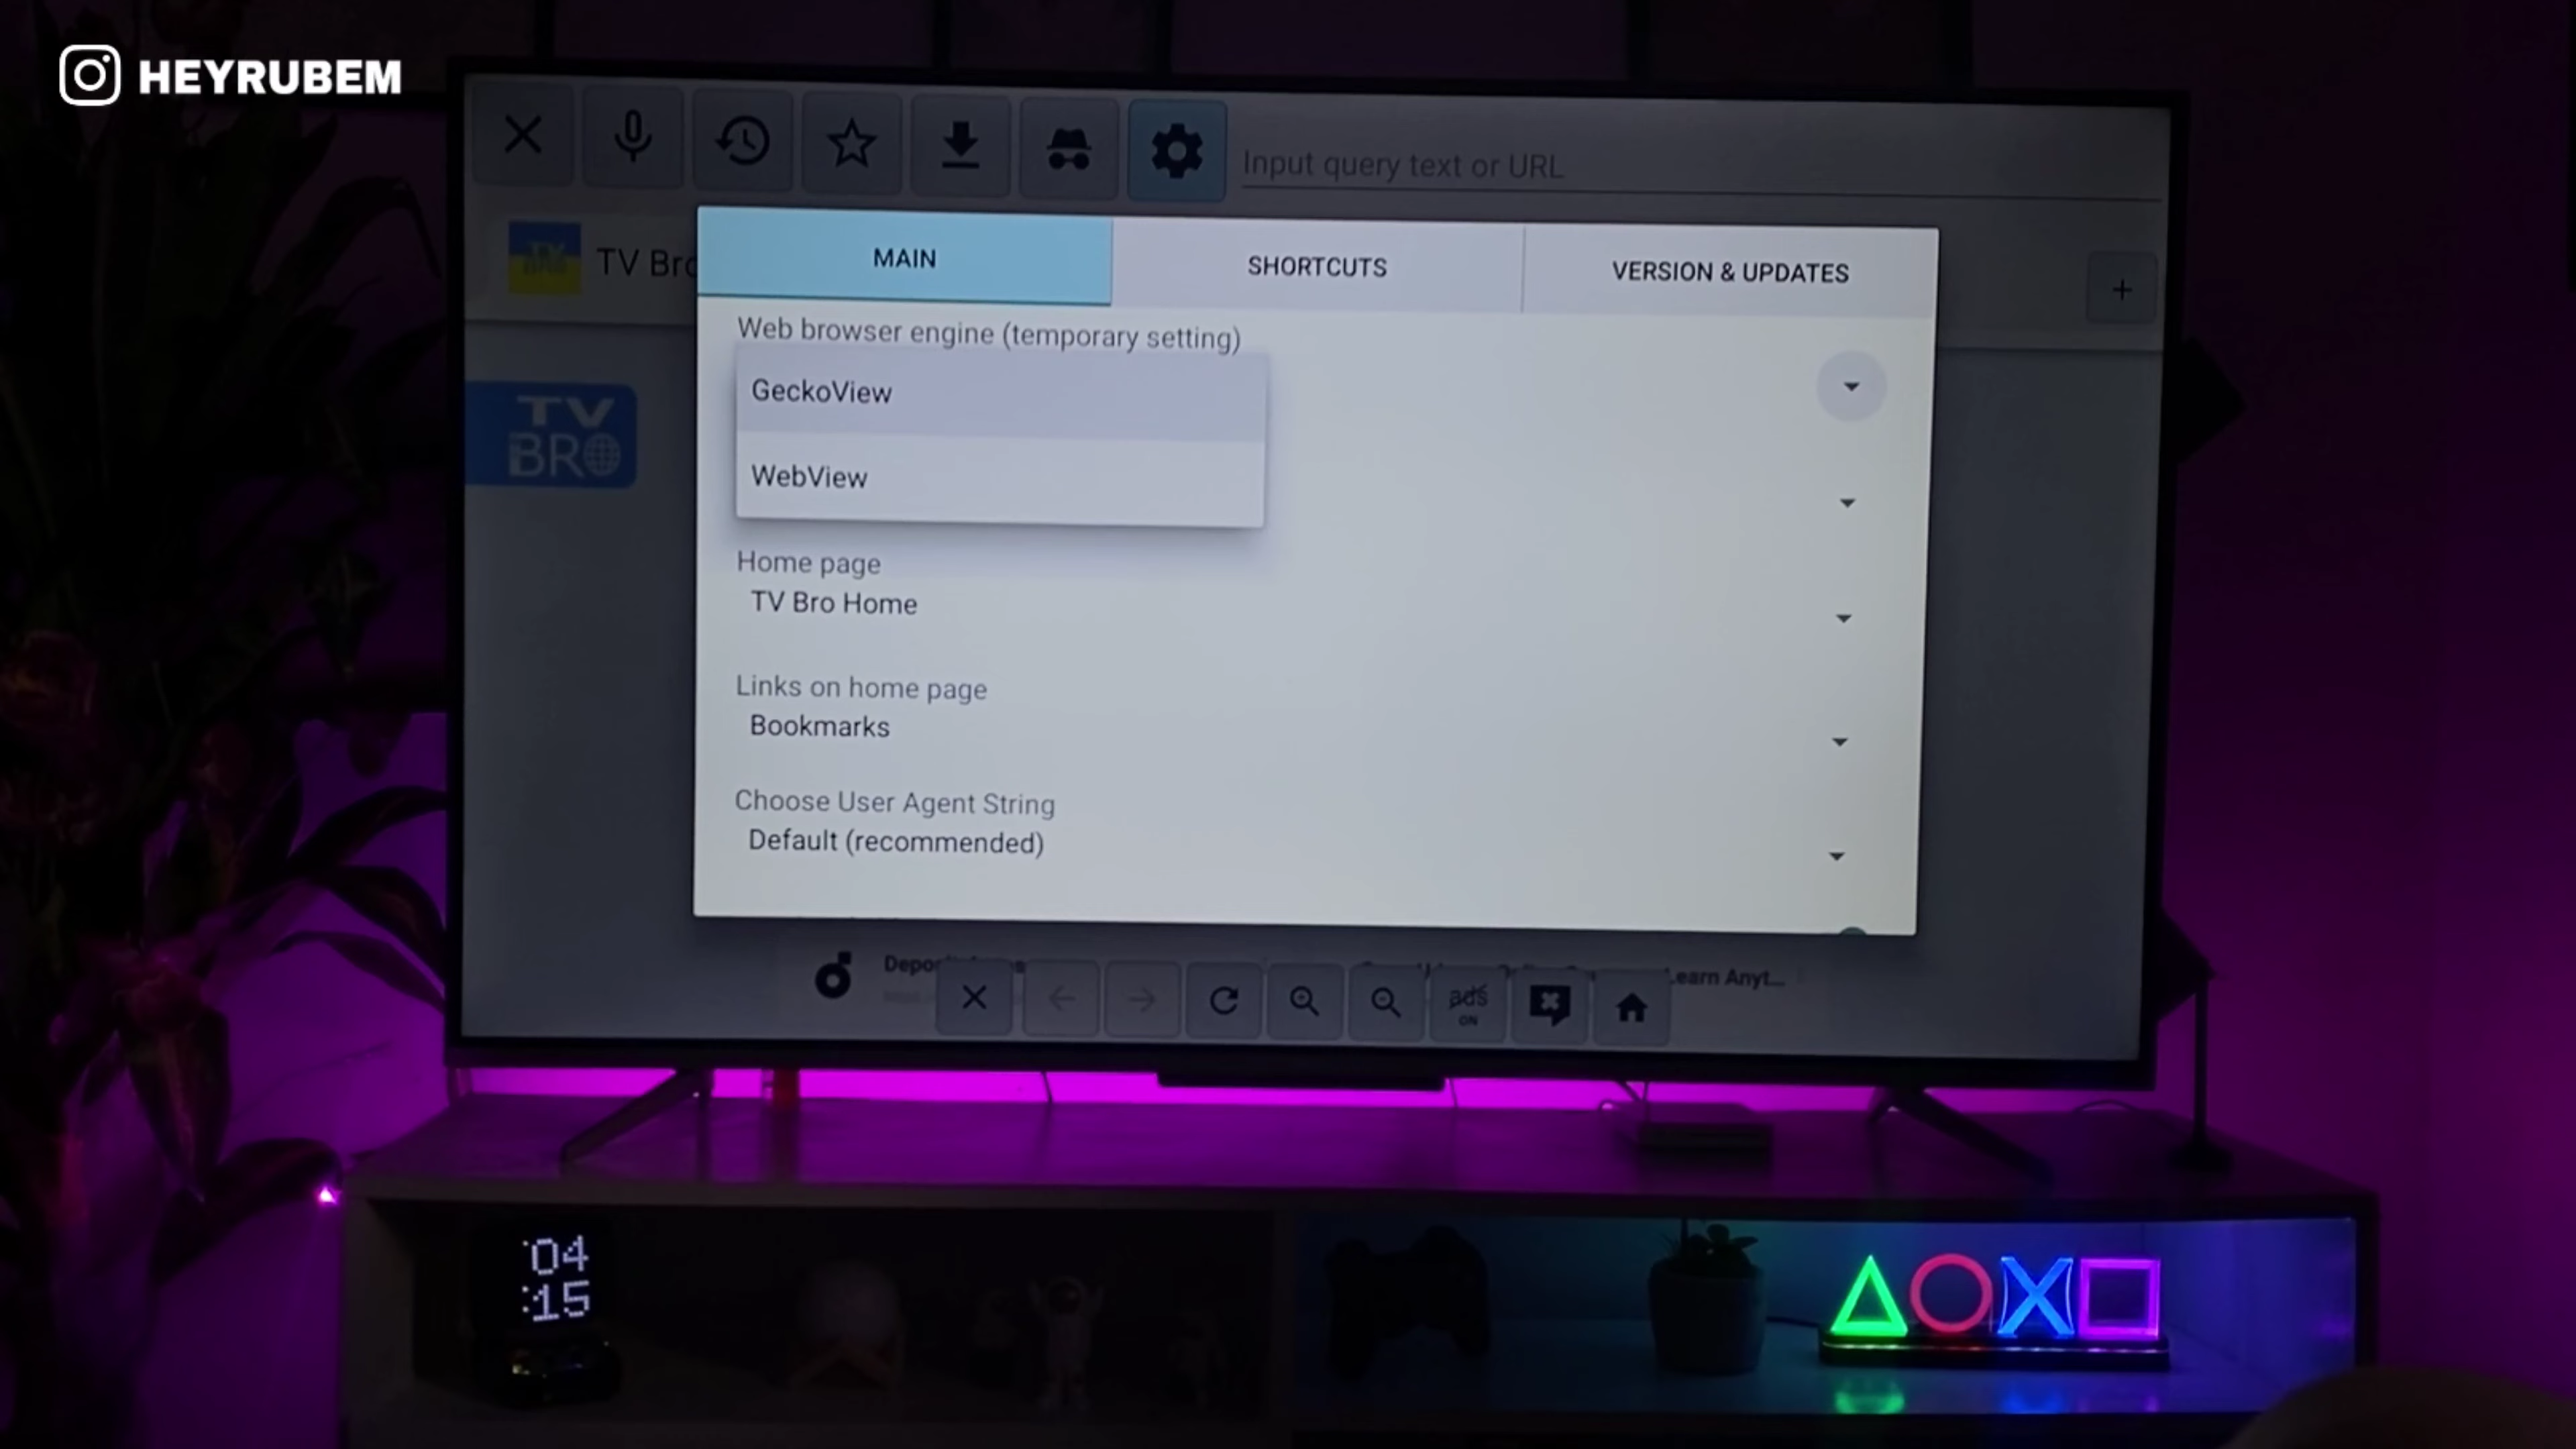 HEYRUBEM
Input query text or URL
TV Bro
MAIN
SHORTCUTS
VERSION & UPDATES
Web browser engine (temporary setting)
GeckoView
WebView
TV
BRO
Home page
TV Bro Home
Links on home page
Bookmarks
Choose User Agent String
Default (recommended)
Learn Anyt...
ads
ON
04
:15